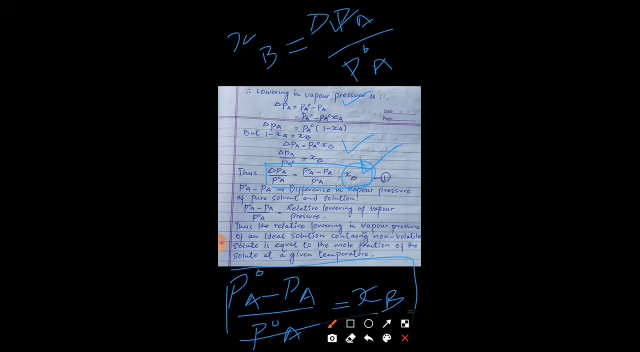 x_B = ΔP_A / P°_A
∴ Lowering in vapour pressure is :
ΔP_A = P_A° - P_A
= P_A° - P_A° x_A
ΔP_A = P_A° (1 - x_A)
But 1 - x_A = x_B
ΔP_A = P_A° x_B
ΔP_A / P_A° = x_B
Thus ΔP_A / P°_A = P°_A - P_A / P°_A = x_B ①
P°_A - P_A → Difference in vapour pressure
of pure solvent and solution.
P°_A - P_A / P°_A = Relative lowering of vapour
pressure.
Thus the relative lowering in vapour pressure
of an ideal solution containing non-volatile
solute is equal to the mole fraction of the
solute at a given temperature.
P°_A - P_A / P°_A = x_B